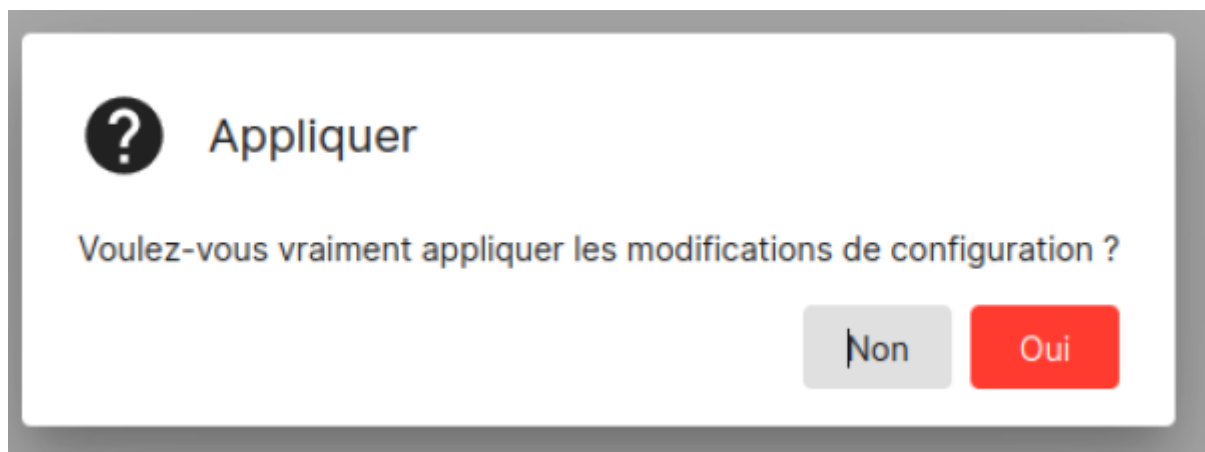 Appliquer
Voulez-vous vraiment appliquer les modifications de configuration ?
Non Oui